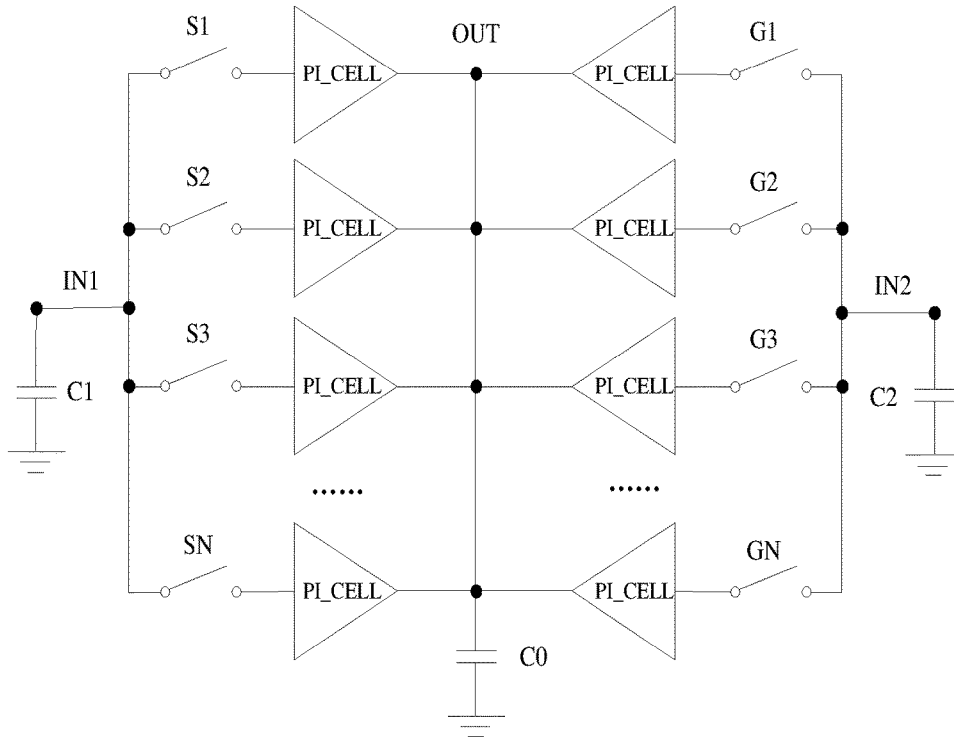 S1 OUT G1
PI_CELL PI_CELL
S2 G2
PI_CELL PI_CELL
IN1 IN2
S3 G3
PI_CELL PI_CELL
C1 C2
...... ......
SN GN
PI_CELL PI_CELL
C0